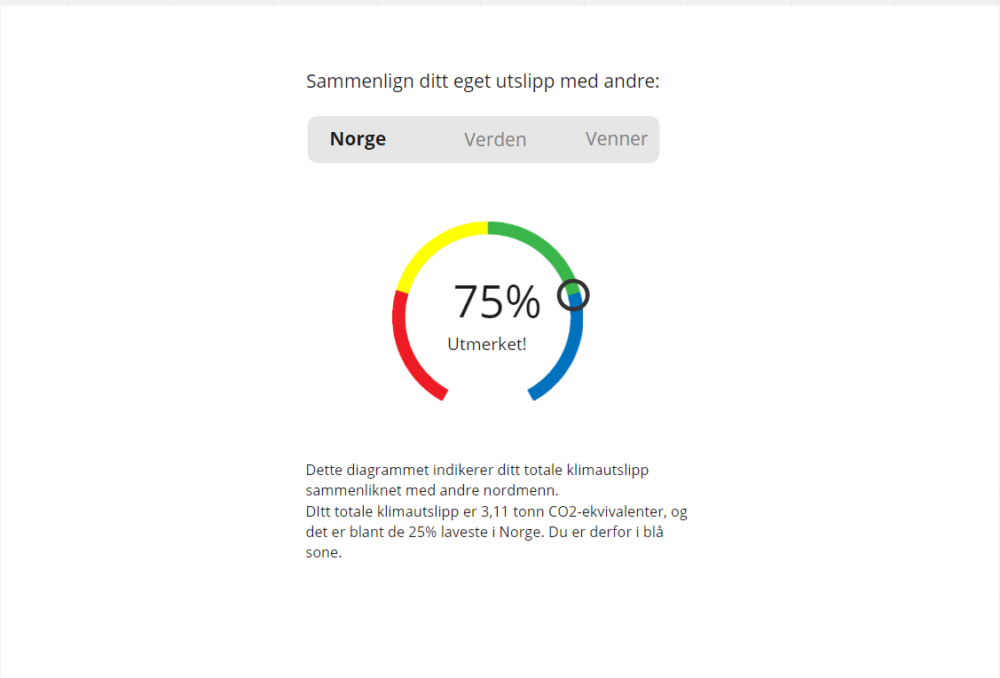 Sammenlign ditt eget utslipp med andre:
Norge Verden Venner
75%
Utmerket!
Dette diagrammet indikerer ditt totale klimautslipp
sammenliknet med andre nordmenn.
DItt totale klimautslipp er 3,11 tonn CO2-ekvivalenter, og
det er blant de 25% laveste i Norge. Du er derfor i blå
sone.